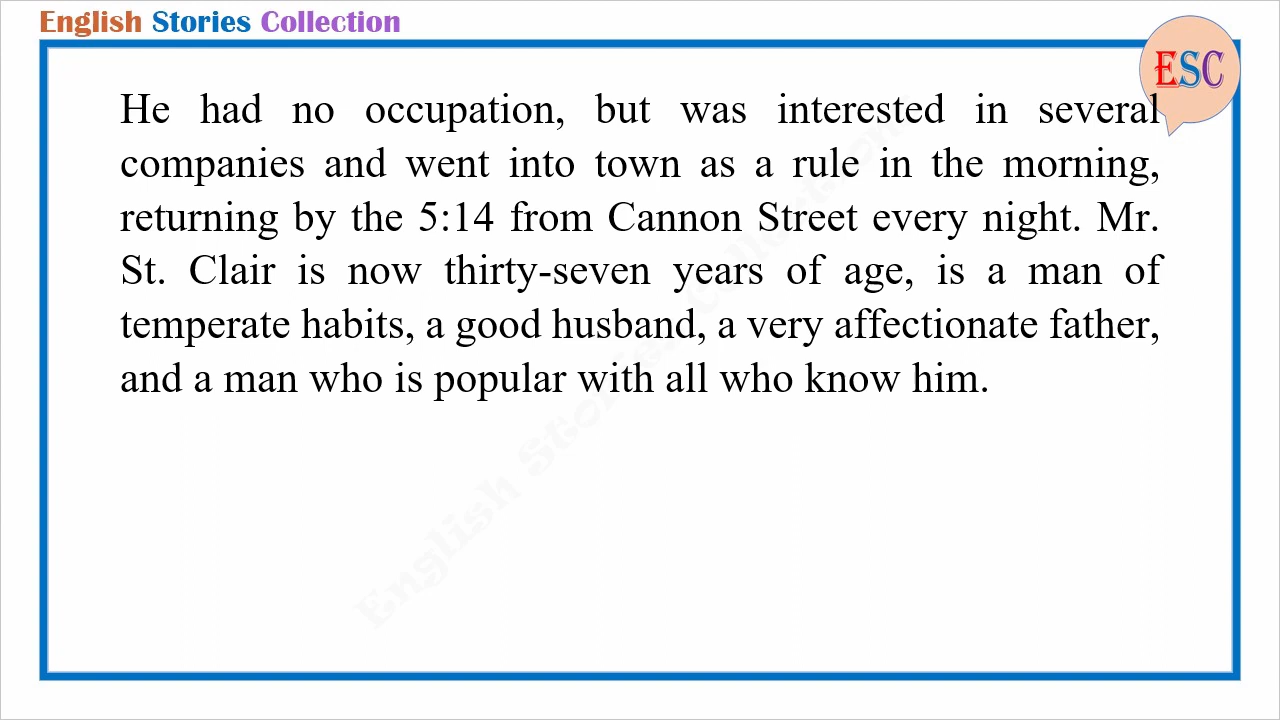 English Stories Collection
ESC
He had no occupation, but was interested in several
companies and went into town as a rule in the morning,
returning by the 5:14 from Cannon Street every night. Mr.
St. Clair is now thirty-seven years of age, is a man of
temperate habits, a good husband, a very affectionate father,
and a man who is popular with all who know him.
English Stories Collection